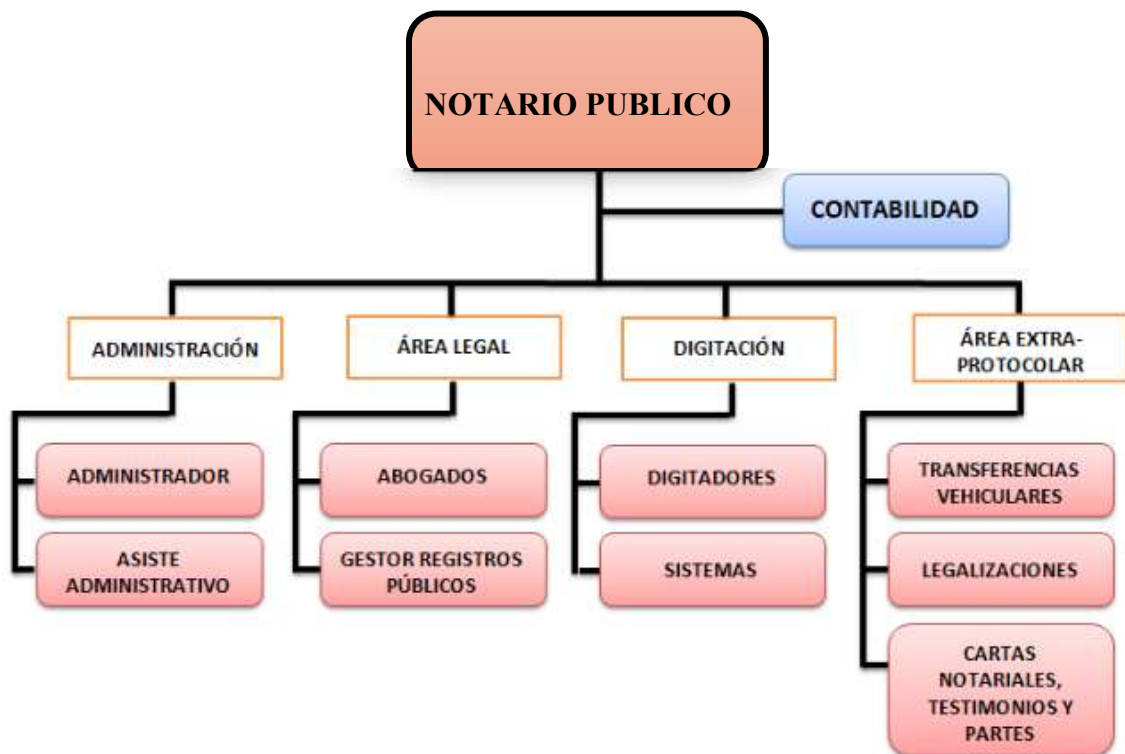 NOTARIO PUBLICO
CONTABILIDAD
ADMINISTRACIÓN
ÁREA LEGAL
DIGITACIÓN
ÁREA EXTRA-
PROTOCOLAR
ADMINISTRADOR
ABOGADOS
DIGITADORES
TRANSFERENCIAS
VEHICULARES
ASISTE
ADMINISTRATIVO
GESTOR REGISTROS
PÚBLICOS
SISTEMAS
LEGALIZACIONES
CARTAS
NOTARIALES,
TESTIMONIOS Y
PARTES